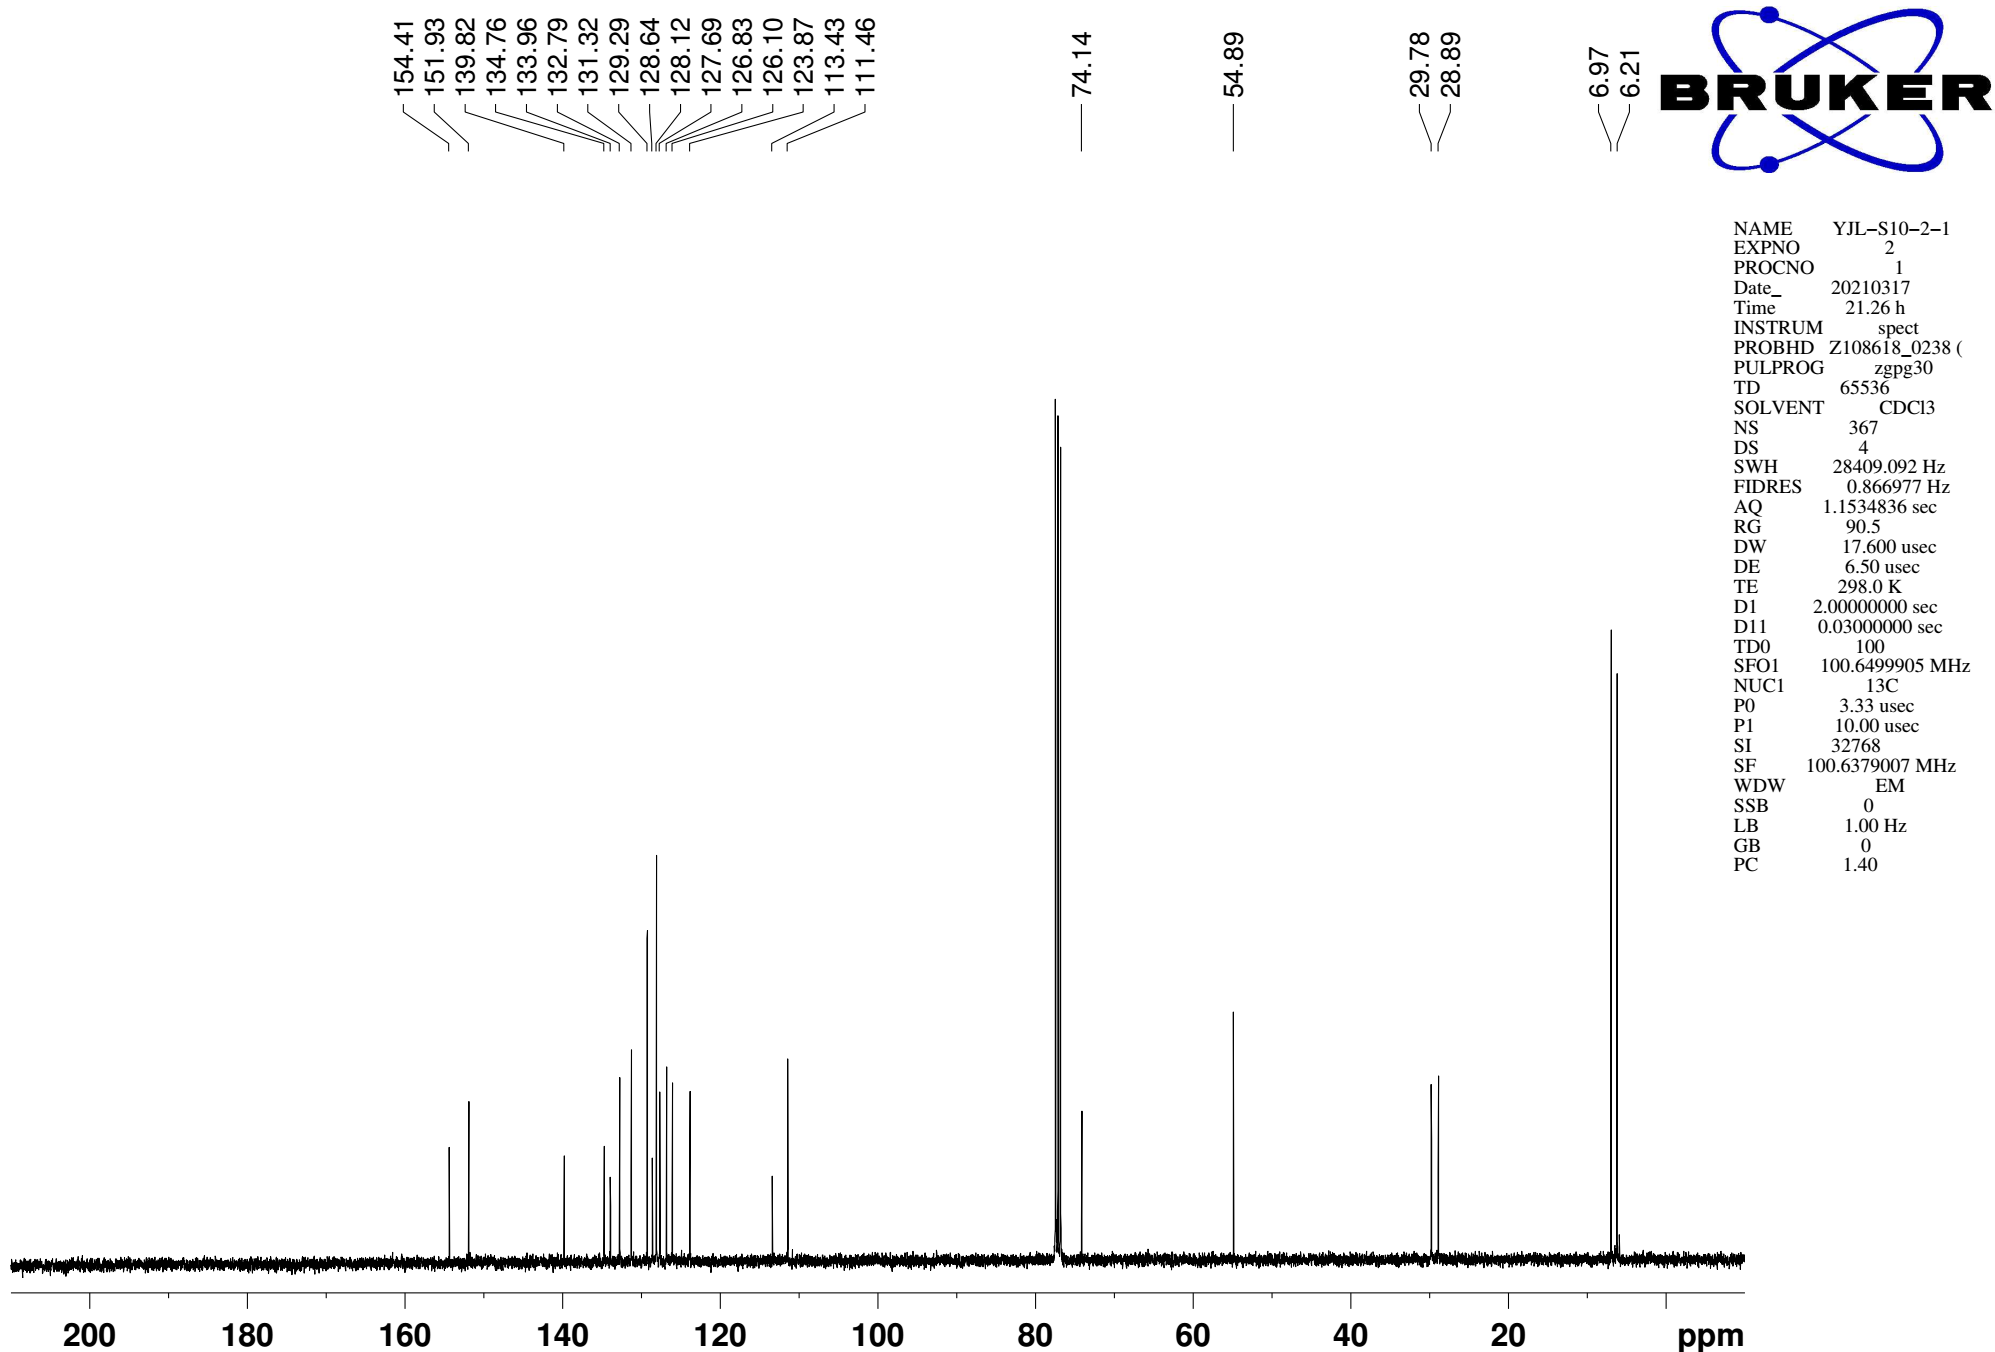 154.41
151.93
139.82
134.76
133.96
132.79
131.32
129.29
128.64
128.12
127.69
126.83
126.10
123.87
113.43
111.46
74.14
54.89
29.78
28.89
6.97
6.21
BRUKER
NAME YJL-S10-2-1
EXPNO 2
PROCNO 1
Date_ 20210317
Time 21.26 h
INSTRUM spect
PROBHD Z108618_0238 (
PULPROG zgpg30
TD 65536
SOLVENT CDCl3
NS 367
DS 4
SWH 28409.092 Hz
FIDRES 0.866977 Hz
AQ 1.1534836 sec
RG 90.5
DW 17.600 usec
DE 6.50 usec
TE 298.0 K
D1 2.00000000 sec
D11 0.03000000 sec
TD0 100
SFO1 100.6499905 MHz
NUC1 13C
P0 3.33 usec
P1 10.00 usec
SI 32768
SF 100.6379007 MHz
WDW EM
SSB 0
LB 1.00 Hz
GB 0
PC 1.40
200 180 160 140 120 100 80 60 40 20 ppm